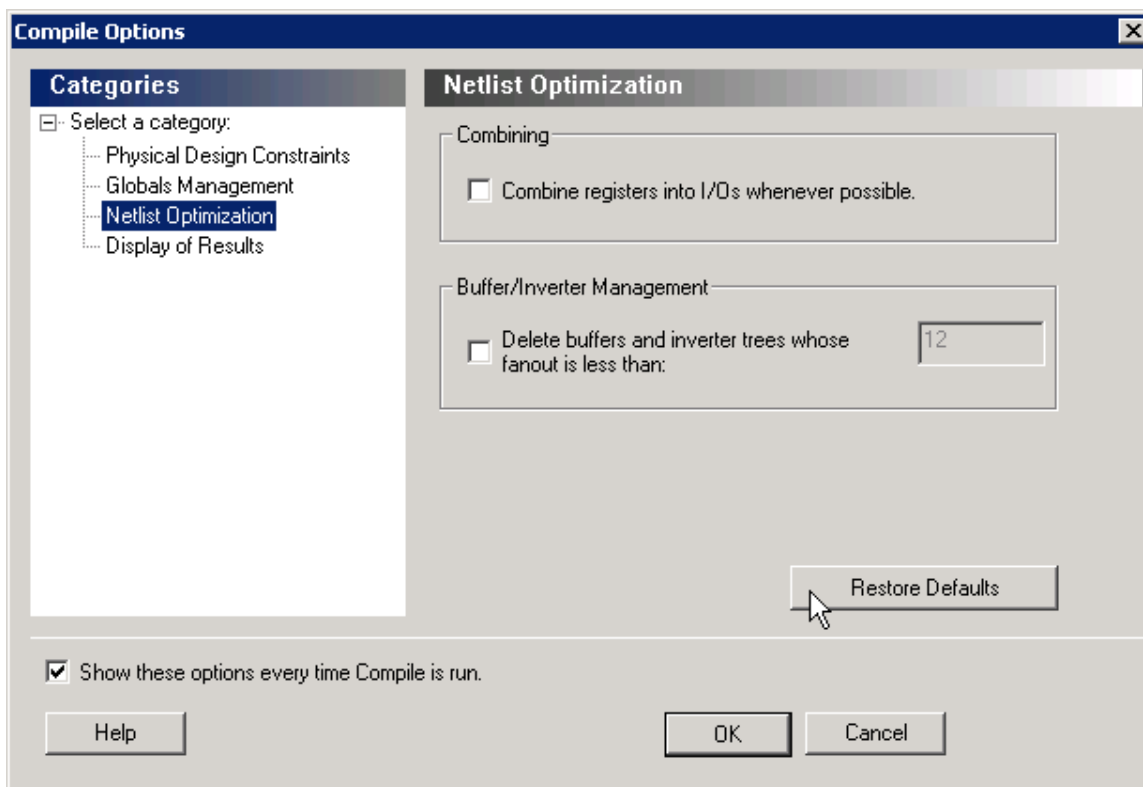 Compile Options
Categories
Select a category:
Physical Design Constraints
Globals Management
Netlist Optimization
Display of Results
Netlist Optimization
Combining
Combine registers into I/Os whenever possible.
Buffer/Inverter Management
Delete buffers and inverter trees whose
fanout is less than:
12
Restore Defaults
Show these options every time Compile is run.
Help
OK
Cancel